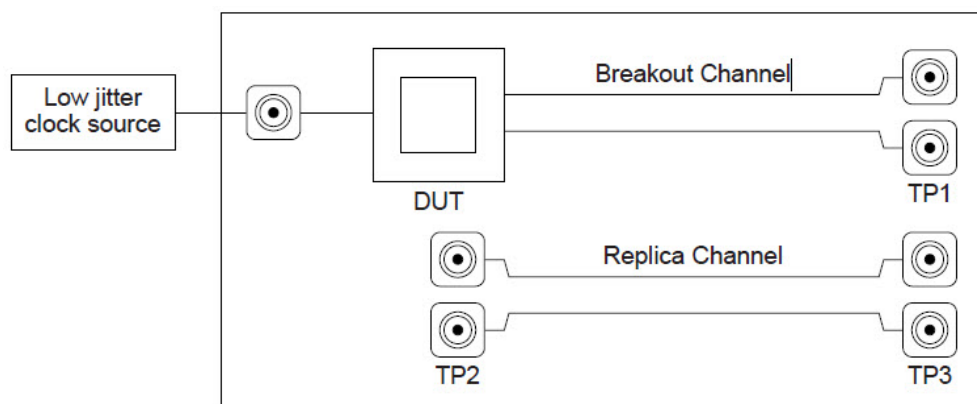 Breakout Channel
Low jitter
clock source
TP1
DUT
Replica Channel
TP2
TP3